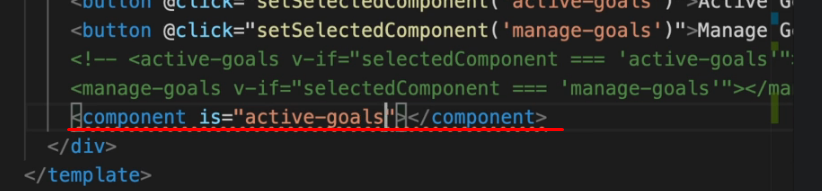 <button @click="setSelectedComponent('active-goals')">Active G
<button @click="setSelectedComponent('manage-goals')">Manage G
<!-- <active-goals v-if="selectedComponent === 'active-goals'"
<manage-goals v-if="selectedComponent === 'manage-goals'"></ma
<component is="active-goals"></component>
</div>
</template>